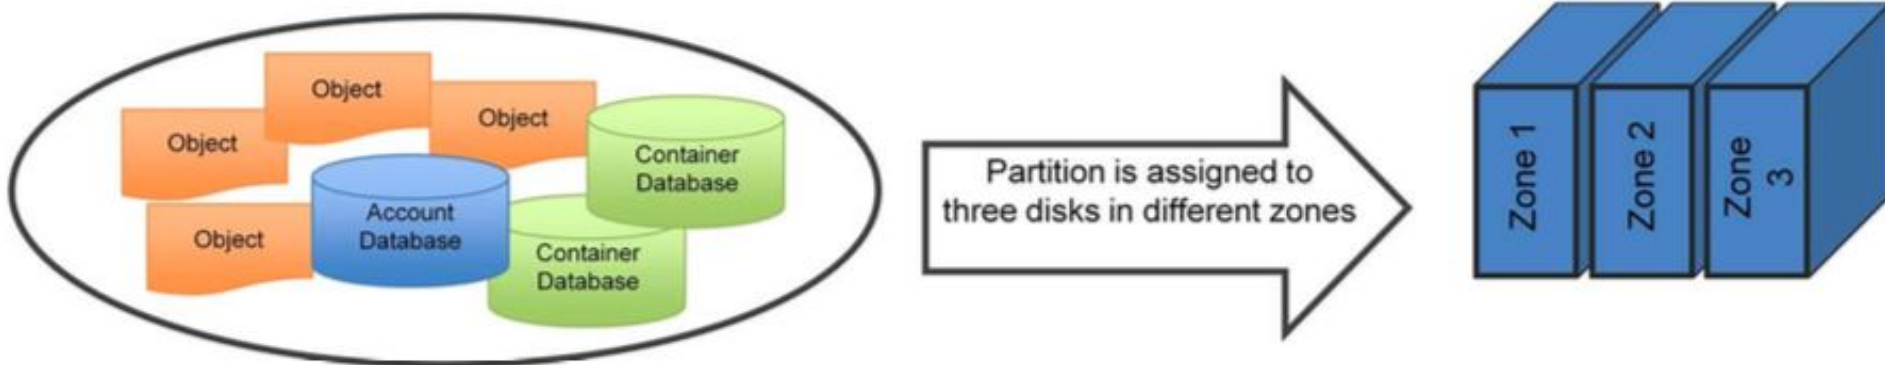 Object
Object
Object
Object
Account
Database
Container
Database
Container
Database
Partition is assigned to
three disks in different zones
Zone 1
Zone 2
Zone
3